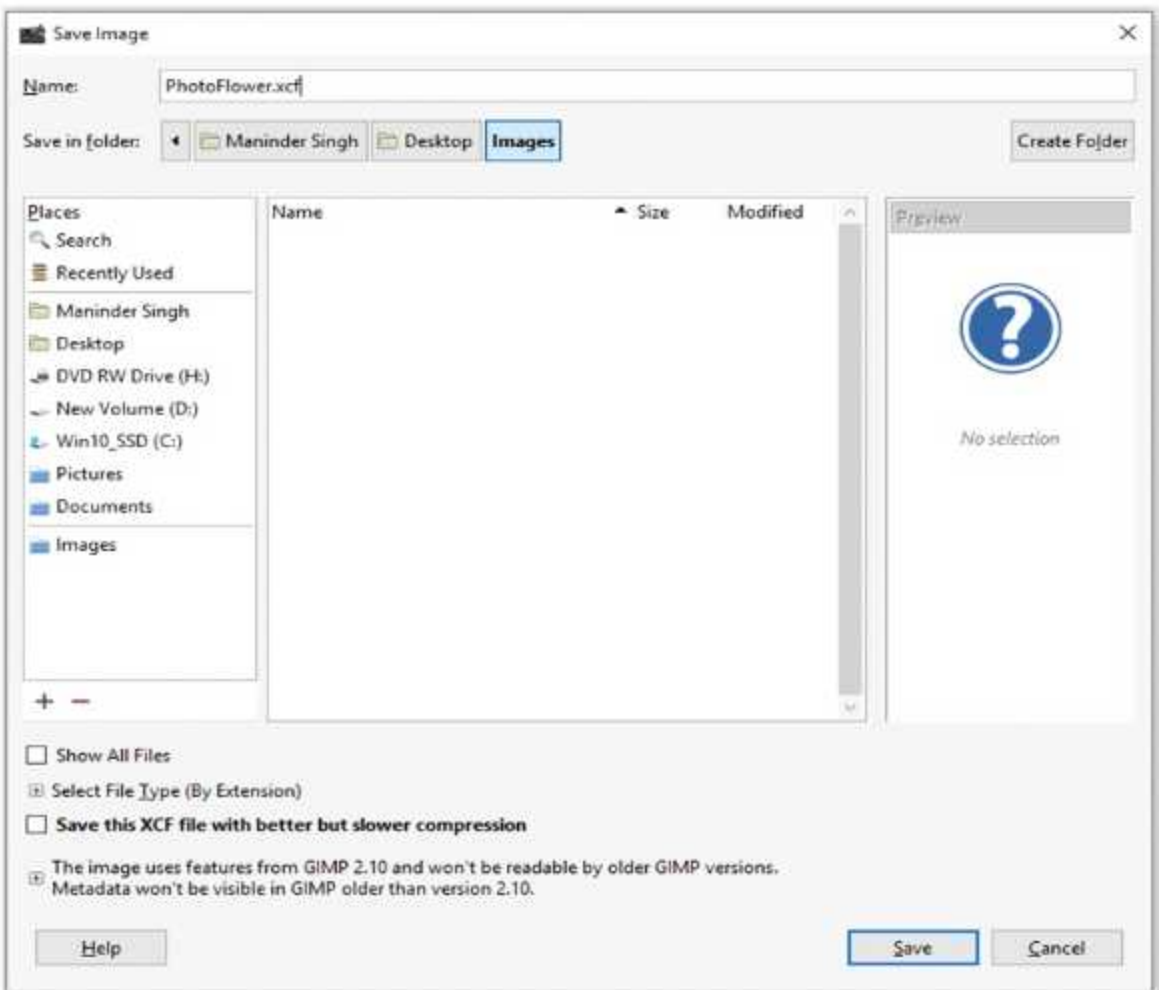 Save Image
Name: PhotoFlower.xcf
Save in folder: Maninder Singh Desktop Images Create Folder
Places
Search
Recently Used
Maninder Singh
Desktop
DVD RW Drive (H:)
New Volume (D:)
Win10_SSD (C:)
Pictures
Documents
Images
Name Size Modified
Preview
No selection
Show All Files
Select File Type (By Extension)
Save this XCF file with better but slower compression
The image uses features from GIMP 2.10 and won't be readable by older GIMP versions.
Metadata won't be visible in GIMP older than version 2.10.
Help Save Cancel